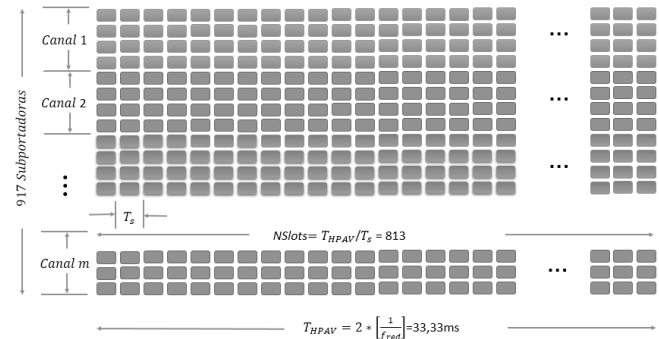 Canal 1
...
Canal 2
...
917 Subportadoras
...
T_s
NSlots= T_HPAV/T_s = 813
Canal m
...
T_HPAV = 2 * [1/f_red]=33,33ms